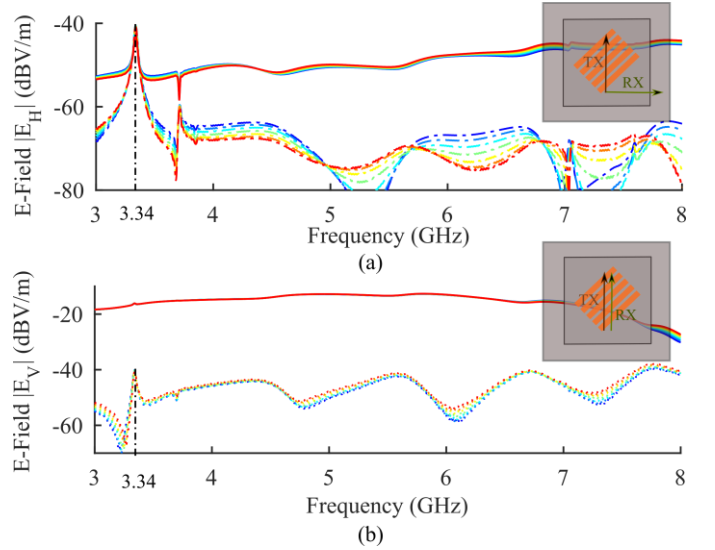 E-Field |E_H| (dBV/m)
-40
-60
-80
TX
RX
3
3.34
4
5
6
7
8
Frequency (GHz)
(a)
E-Field |E_V| (dBV/m)
-20
-40
-60
TX
RX
3
3.34
4
5
6
7
8
Frequency (GHz)
(b)